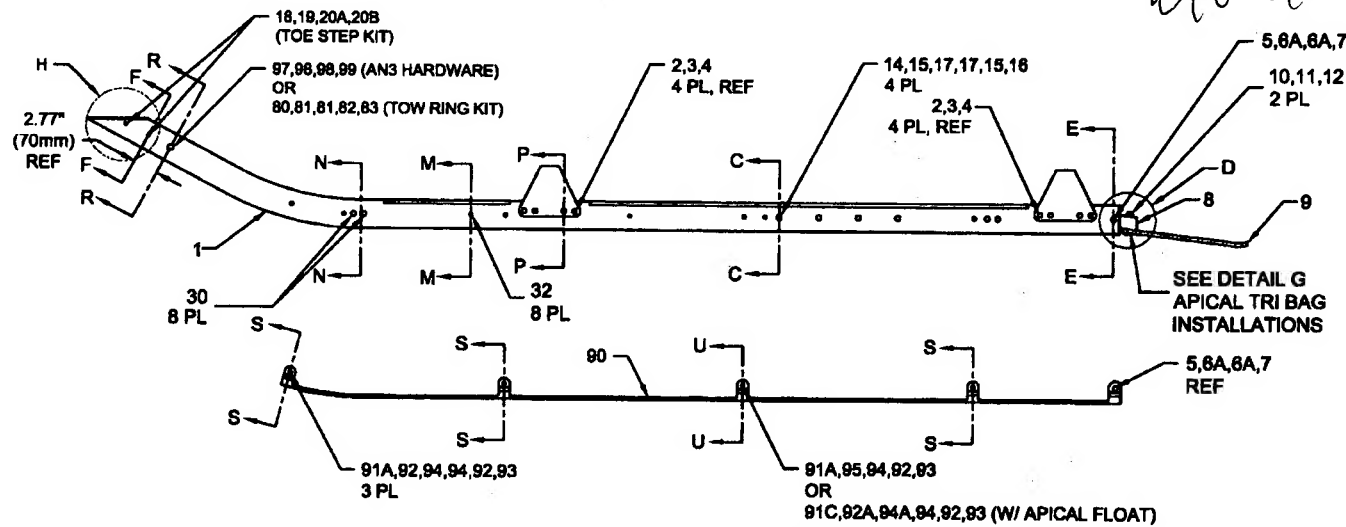 18,19,20A,20B
(TOE STEP KIT)
97,96,98,99 (AN3 HARDWARE)
OR
80,81,81,82,83 (TOW RING KIT)
H
R
F
2.77"
(70mm)
REF
F
R
1
2,3,4
4 PL, REF
14,15,17,17,15,16
4 PL
2,3,4
4 PL, REF
5,6A,6A,7
10,11,12
2 PL
D
8
9
E
E
N
N
M
M
P
P
C
C
30
8 PL
32
8 PL
SEE DETAIL G
APICAL TRI BAG
INSTALLATIONS
S
S
S
S
90
U
U
S
S
5,6A,6A,7
REF
91A,92,94,94,92,93
3 PL
91A,95,94,92,93
OR
91C,92A,94A,94,92,93 (W/ APICAL FLOAT)